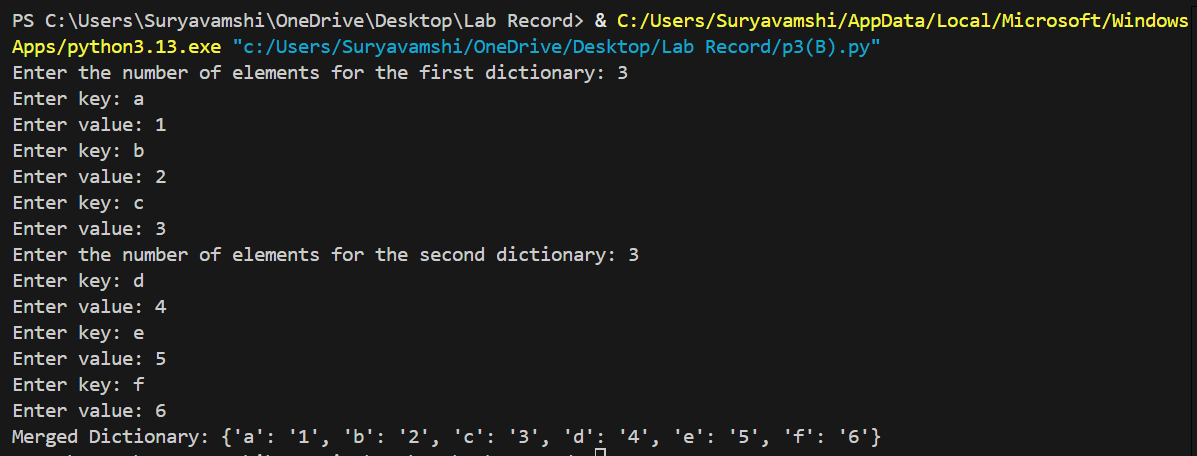 PS C:\Users\Suryavamshi\OneDrive\Desktop\Lab Record> & C:/Users/Suryavamshi/AppData/Local/Microsoft/Windows
Apps/python3.13.exe "c:/Users/Suryavamshi/OneDrive/Desktop/Lab Record/p3(B).py"
Enter the number of elements for the first dictionary: 3
Enter key: a
Enter value: 1
Enter key: b
Enter value: 2
Enter key: c
Enter value: 3
Enter the number of elements for the second dictionary: 3
Enter key: d
Enter value: 4
Enter key: e
Enter value: 5
Enter key: f
Enter value: 6
Merged Dictionary: {'a': '1', 'b': '2', 'c': '3', 'd': '4', 'e': '5', 'f': '6'}